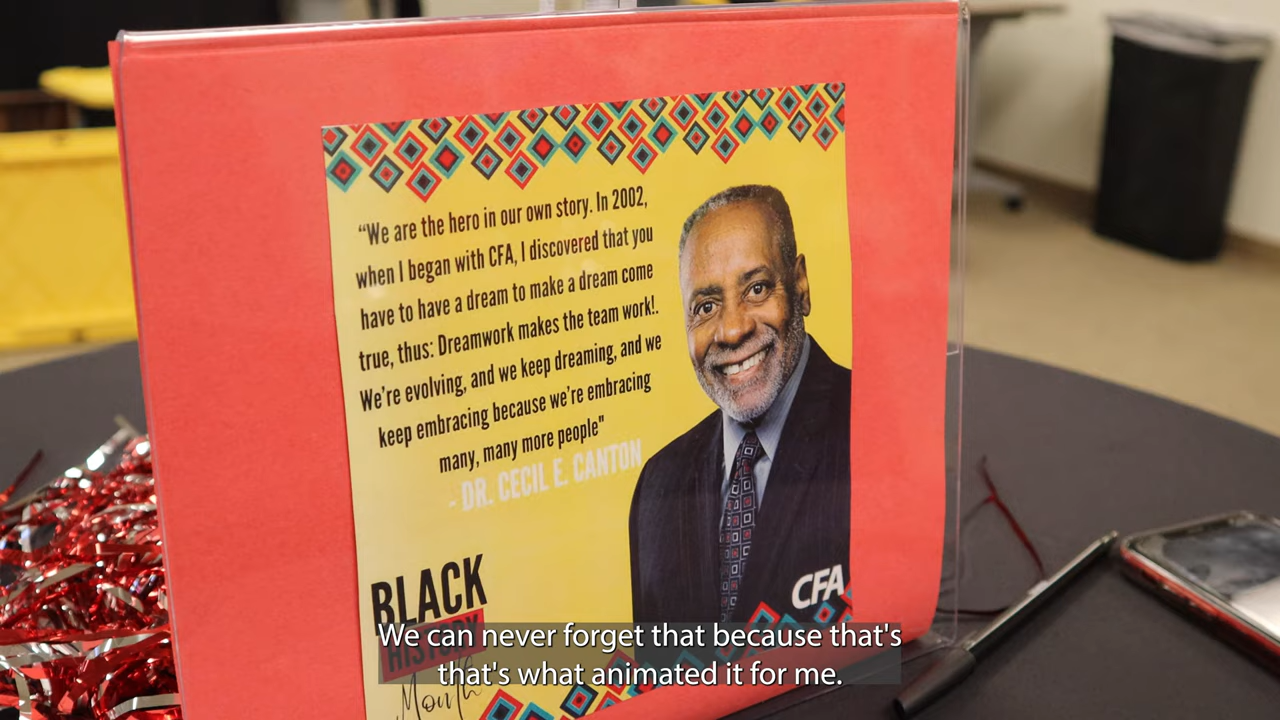 “We are the hero in our own story. In 2002,
when I began with CFA, I discovered that you
have to have a dream to make a dream come
true, thus: Dreamwork makes the team work!.
We're evolving, and we keep dreaming, and we
keep embracing because we're embracing
many, many more people"
- DR. CECIL E. CANTON
CFA
BLACK
HISTORY
Month
We can never forget that because that's
that's what animated it for me.